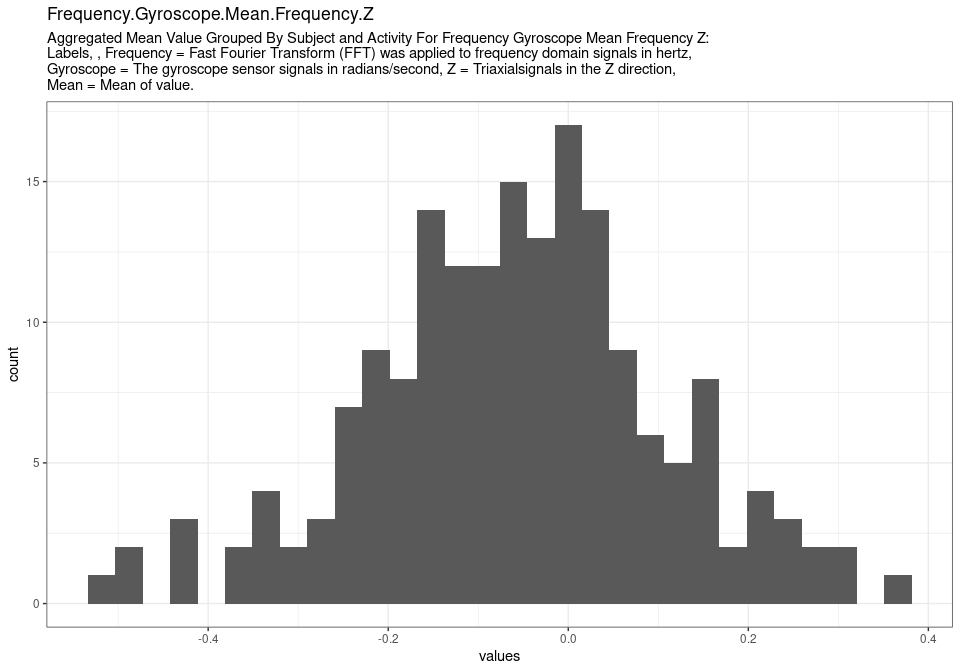 Frequency.Gyroscope.Mean.Frequency.Z
Aggregated Mean Value Grouped By Subject and Activity For Frequency Gyroscope Mean Frequency Z:
Labels, , Frequency = Fast Fourier Transform (FFT) was applied to frequency domain signals in hertz,
Gyroscope = The gyroscope sensor signals in radians/second, Z = Triaxialsignals in the Z direction,
Mean = Mean of value.
15
10
5
0
count
-0.4
-0.2
0.0
0.2
0.4
values